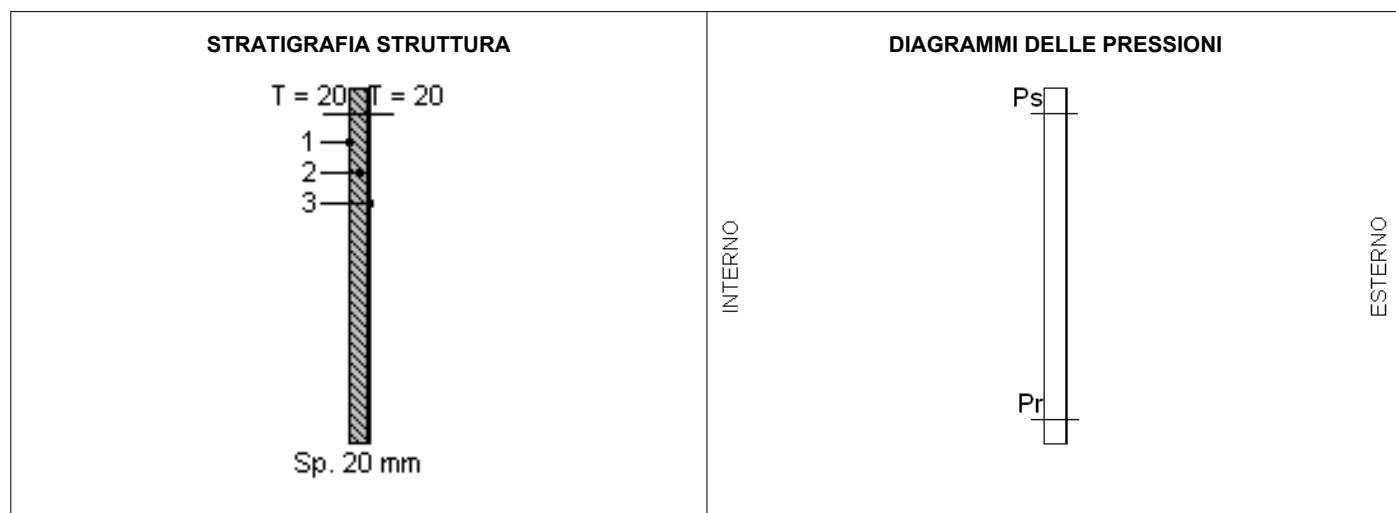 STRATIGRAFIA STRUTTURA
T = 20 T = 20
1
2
3
Sp. 20 mm
DIAGRAMMI DELLE PRESSIONI
Ps
Pr
INTERNO
ESTERNO